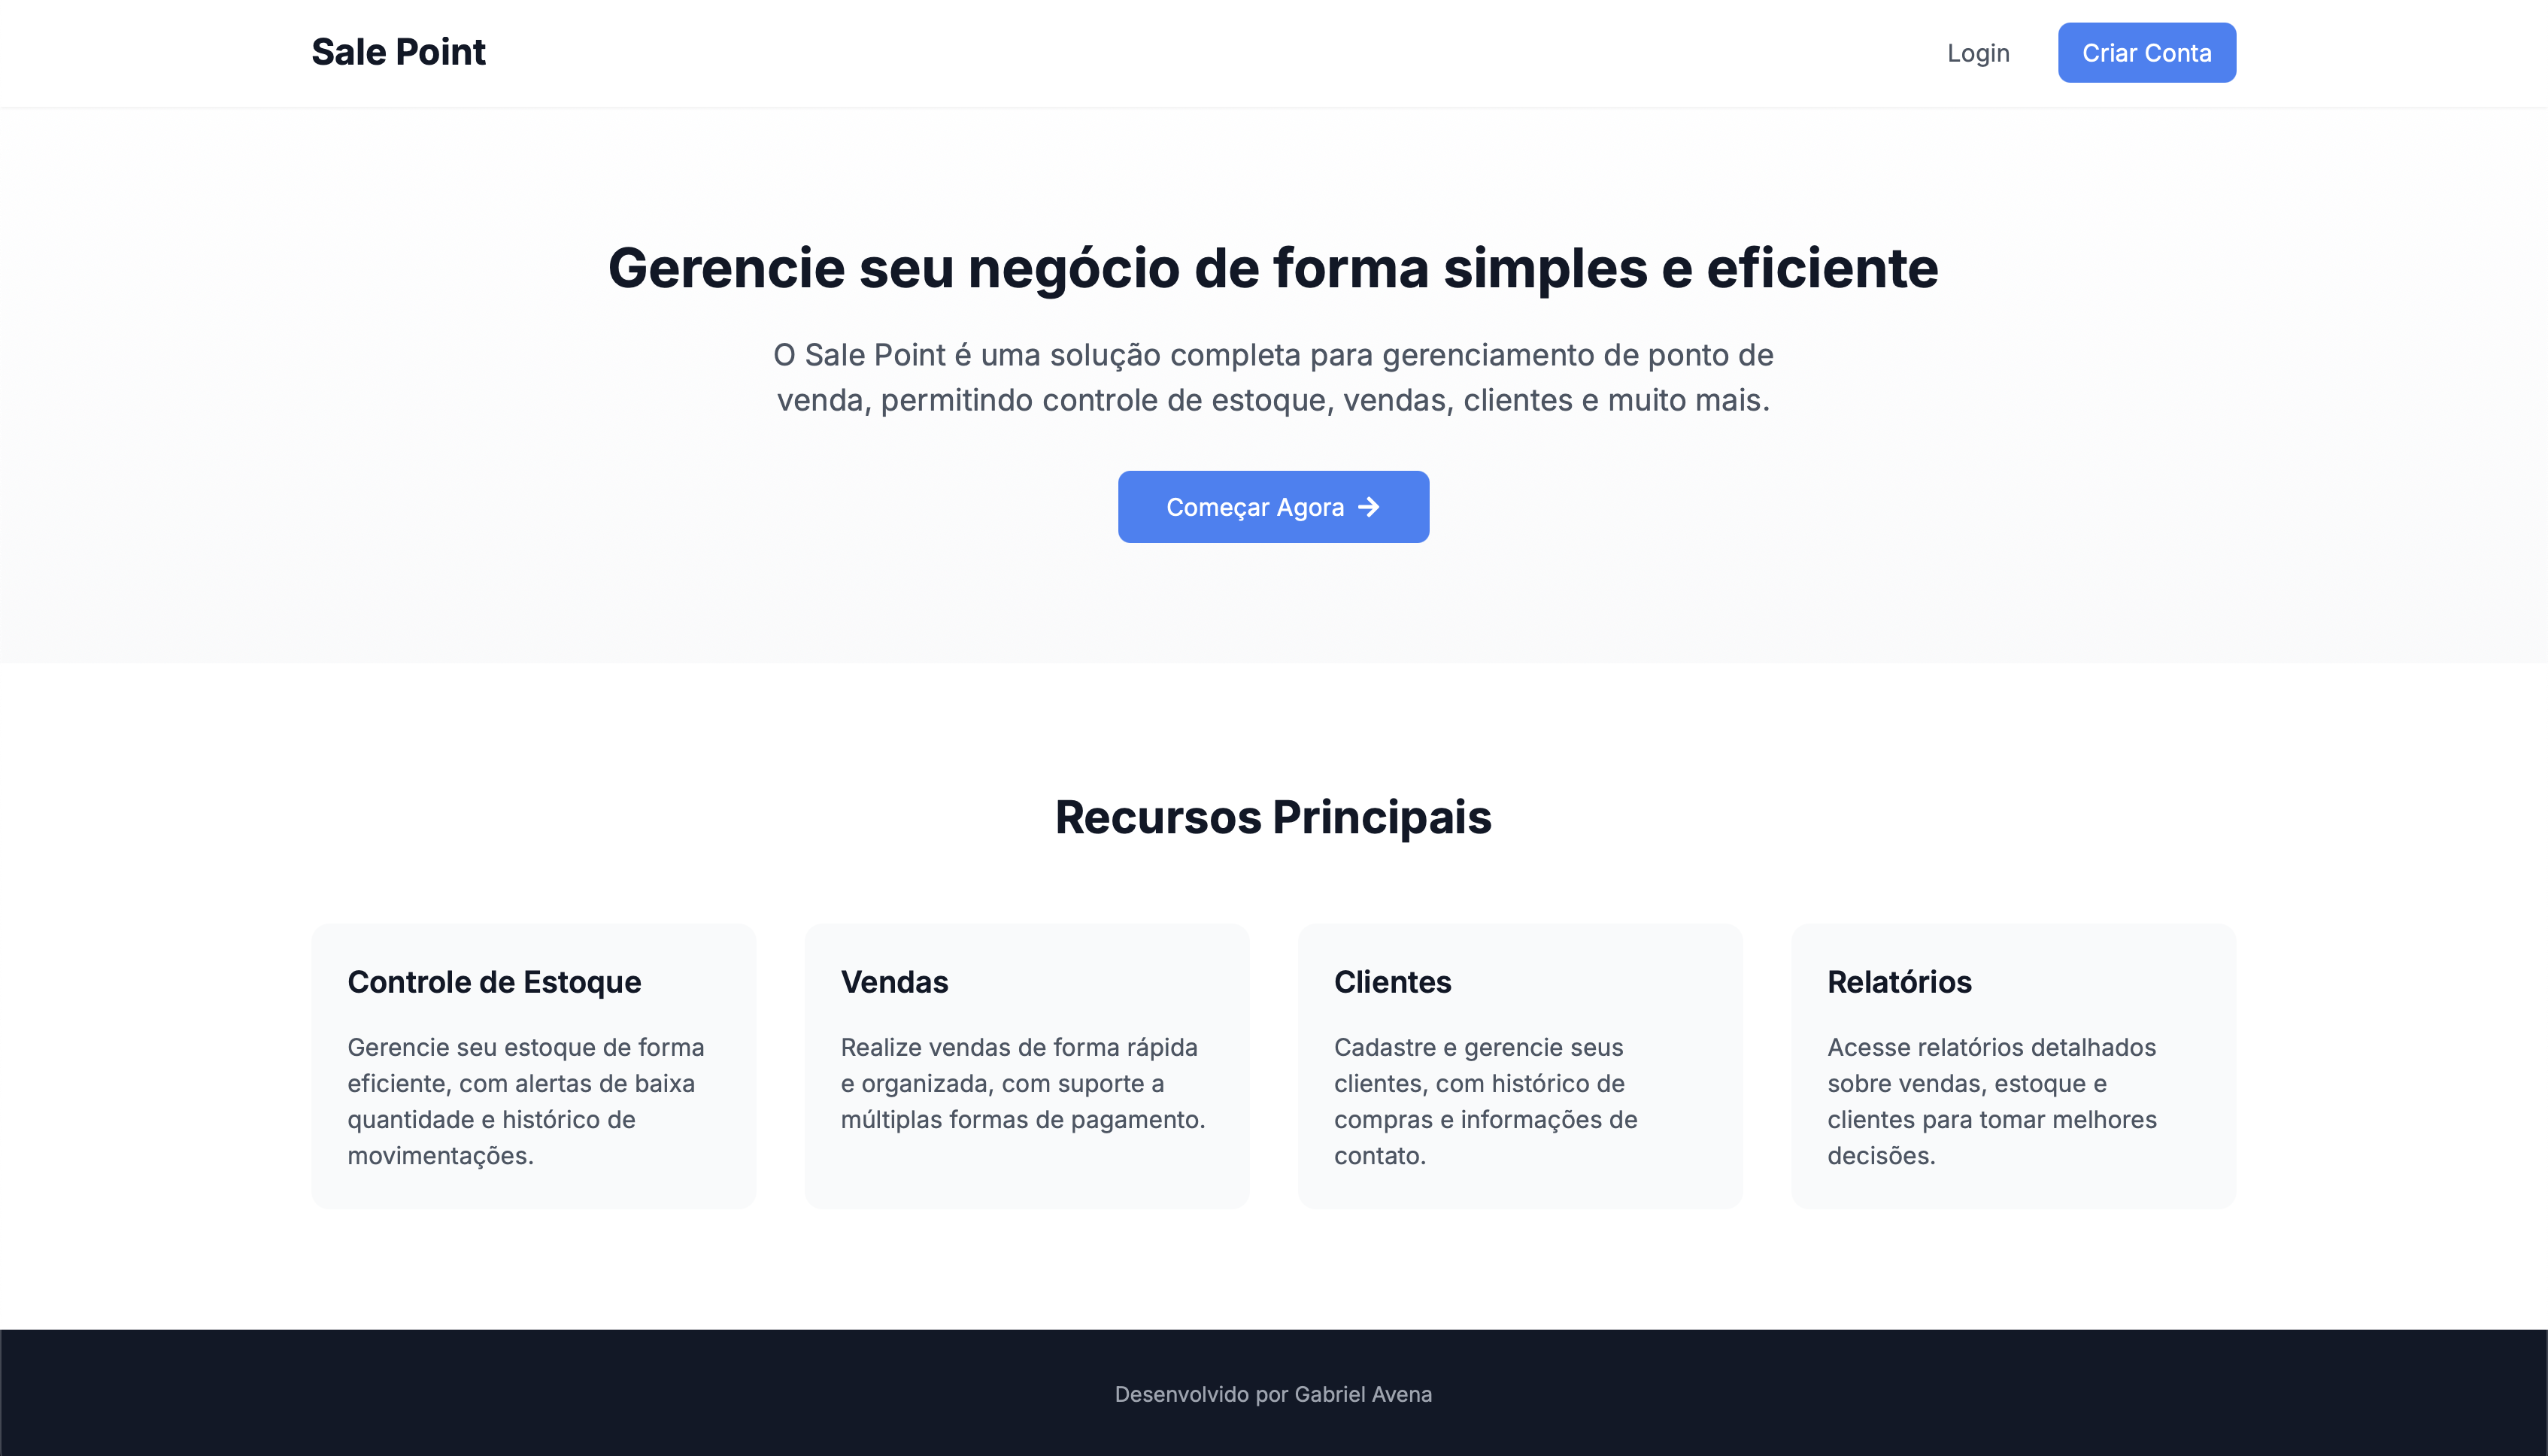 Sale Point
Login
Criar Conta
Gerencie seu negócio de forma simples e eficiente
O Sale Point é uma solução completa para gerenciamento de ponto de
venda, permitindo controle de estoque, vendas, clientes e muito mais.
Começar Agora →
Recursos Principais
Controle de Estoque
Gerencie seu estoque de forma
eficiente, com alertas de baixa
quantidade e histórico de
movimentações.
Vendas
Realize vendas de forma rápida
e organizada, com suporte a
múltiplas formas de pagamento.
Clientes
Cadastre e gerencie seus
clientes, com histórico de
compras e informações de
contato.
Relatórios
Acesse relatórios detalhados
sobre vendas, estoque e
clientes para tomar melhores
decisões.
Desenvolvido por Gabriel Avena